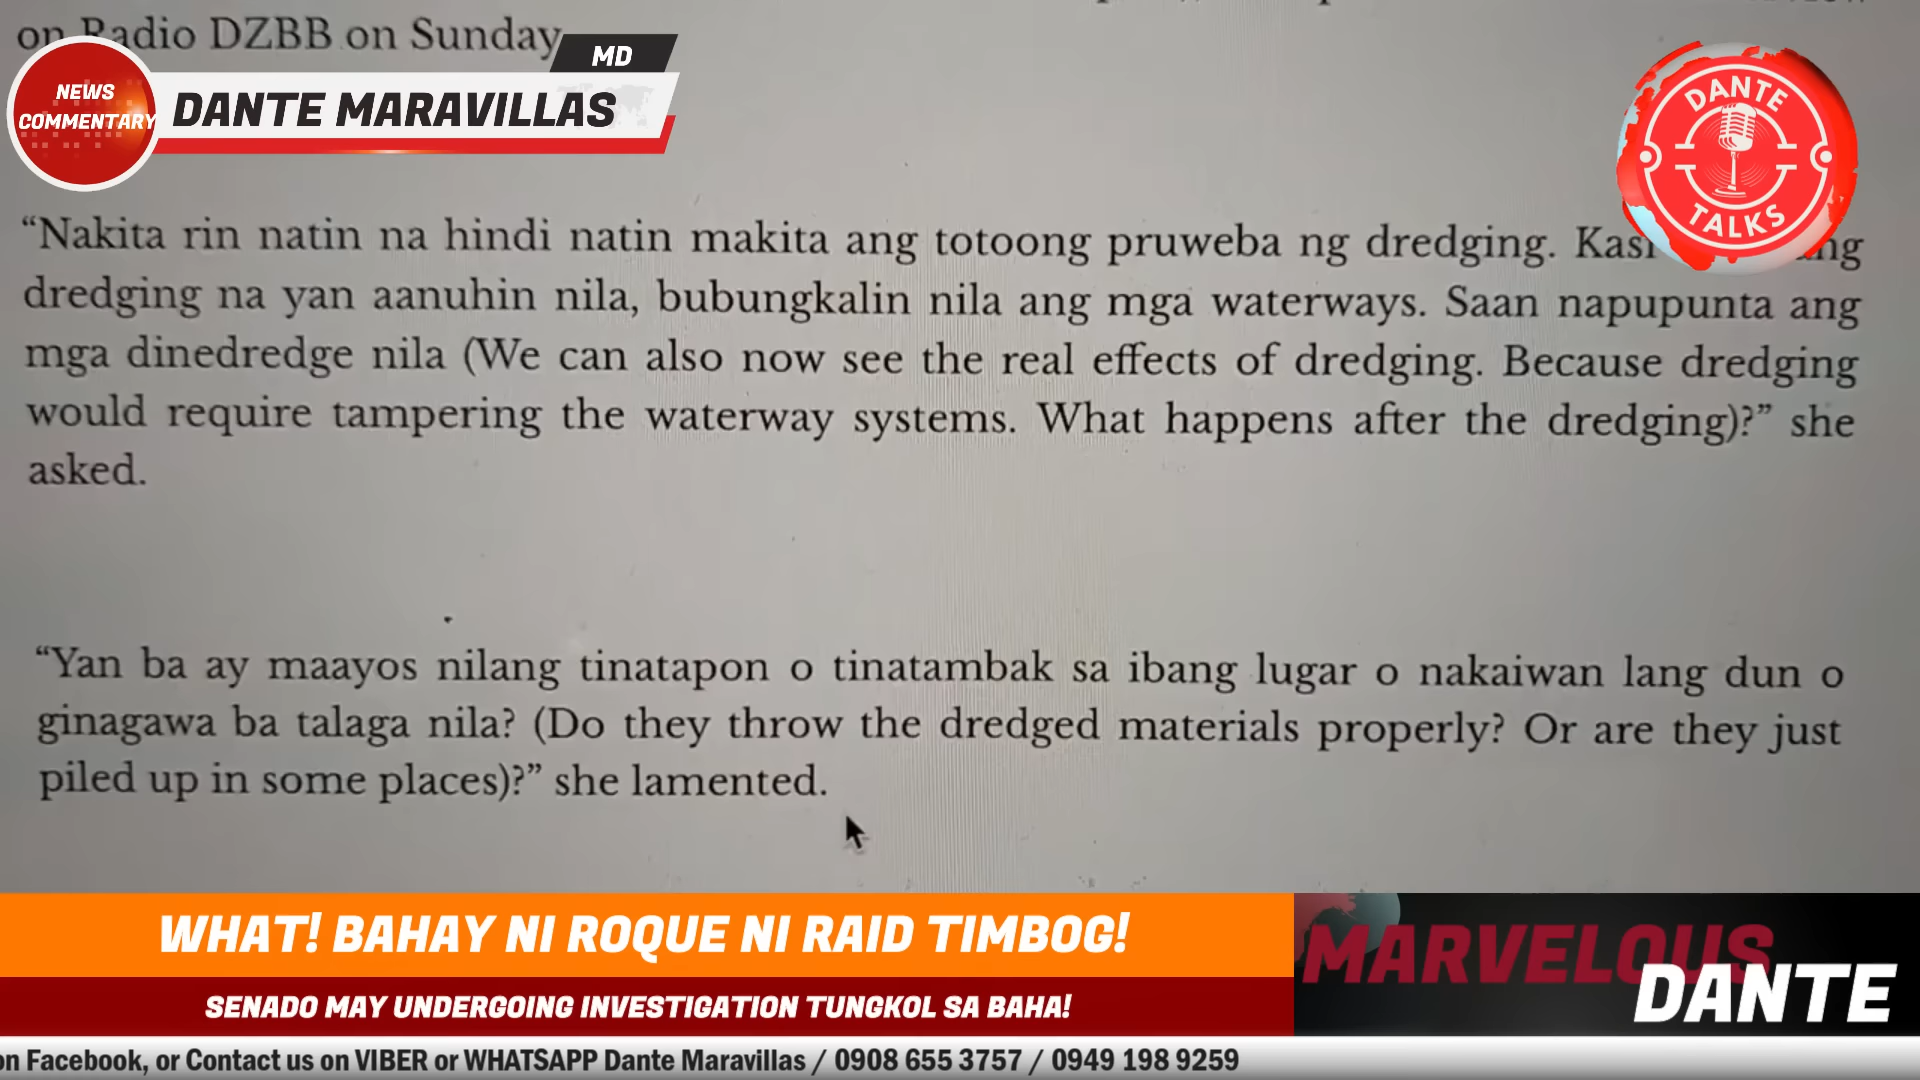 on Radio DZBB on Sunday
MD
NEWS
COMMENTARY
DANTE MARAVILLAS
DANTE
TALKS
“Nakita rin natin na hindi natin makita ang totoong pruweba ng dredging. Kasi
dredging na yan aanuhin nila, bubungkalin nila ang mga waterways. Saan napupunta ang
mga dinedredge nila (We can also now see the real effects of dredging. Because dredging
would require tampering the waterway systems. What happens after the dredging)?” she
asked.
“Yan ba ay maayos nilang tinatapon o tinatambak sa ibang lugar o nakaiwan lang dun o
ginagawa ba talaga nila? (Do they throw the dredged materials properly? Or are they just
piled up in some places)?” she lamented.
WHAT! BAHAY NI ROQUE NI RAID TIMBOG!
SENADO MAY UNDERGOING INVESTIGATION TUNGKOL SA BAHA!
MARVELOUS
DANTE
on Facebook, or Contact us on VIBER or WHATSAPP Dante Maravillas / 0908 655 3757 / 0949 198 9259